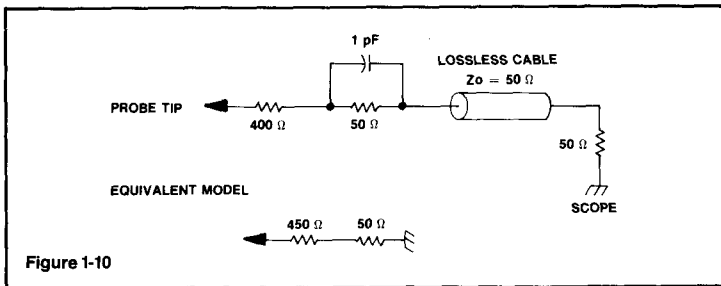 1 pF
LOSSLESS CABLE
Zo = 50 Ω
PROBE TIP
400 Ω
50 Ω
50 Ω
SCOPE
EQUIVALENT MODEL
450 Ω
50 Ω
Figure 1-10